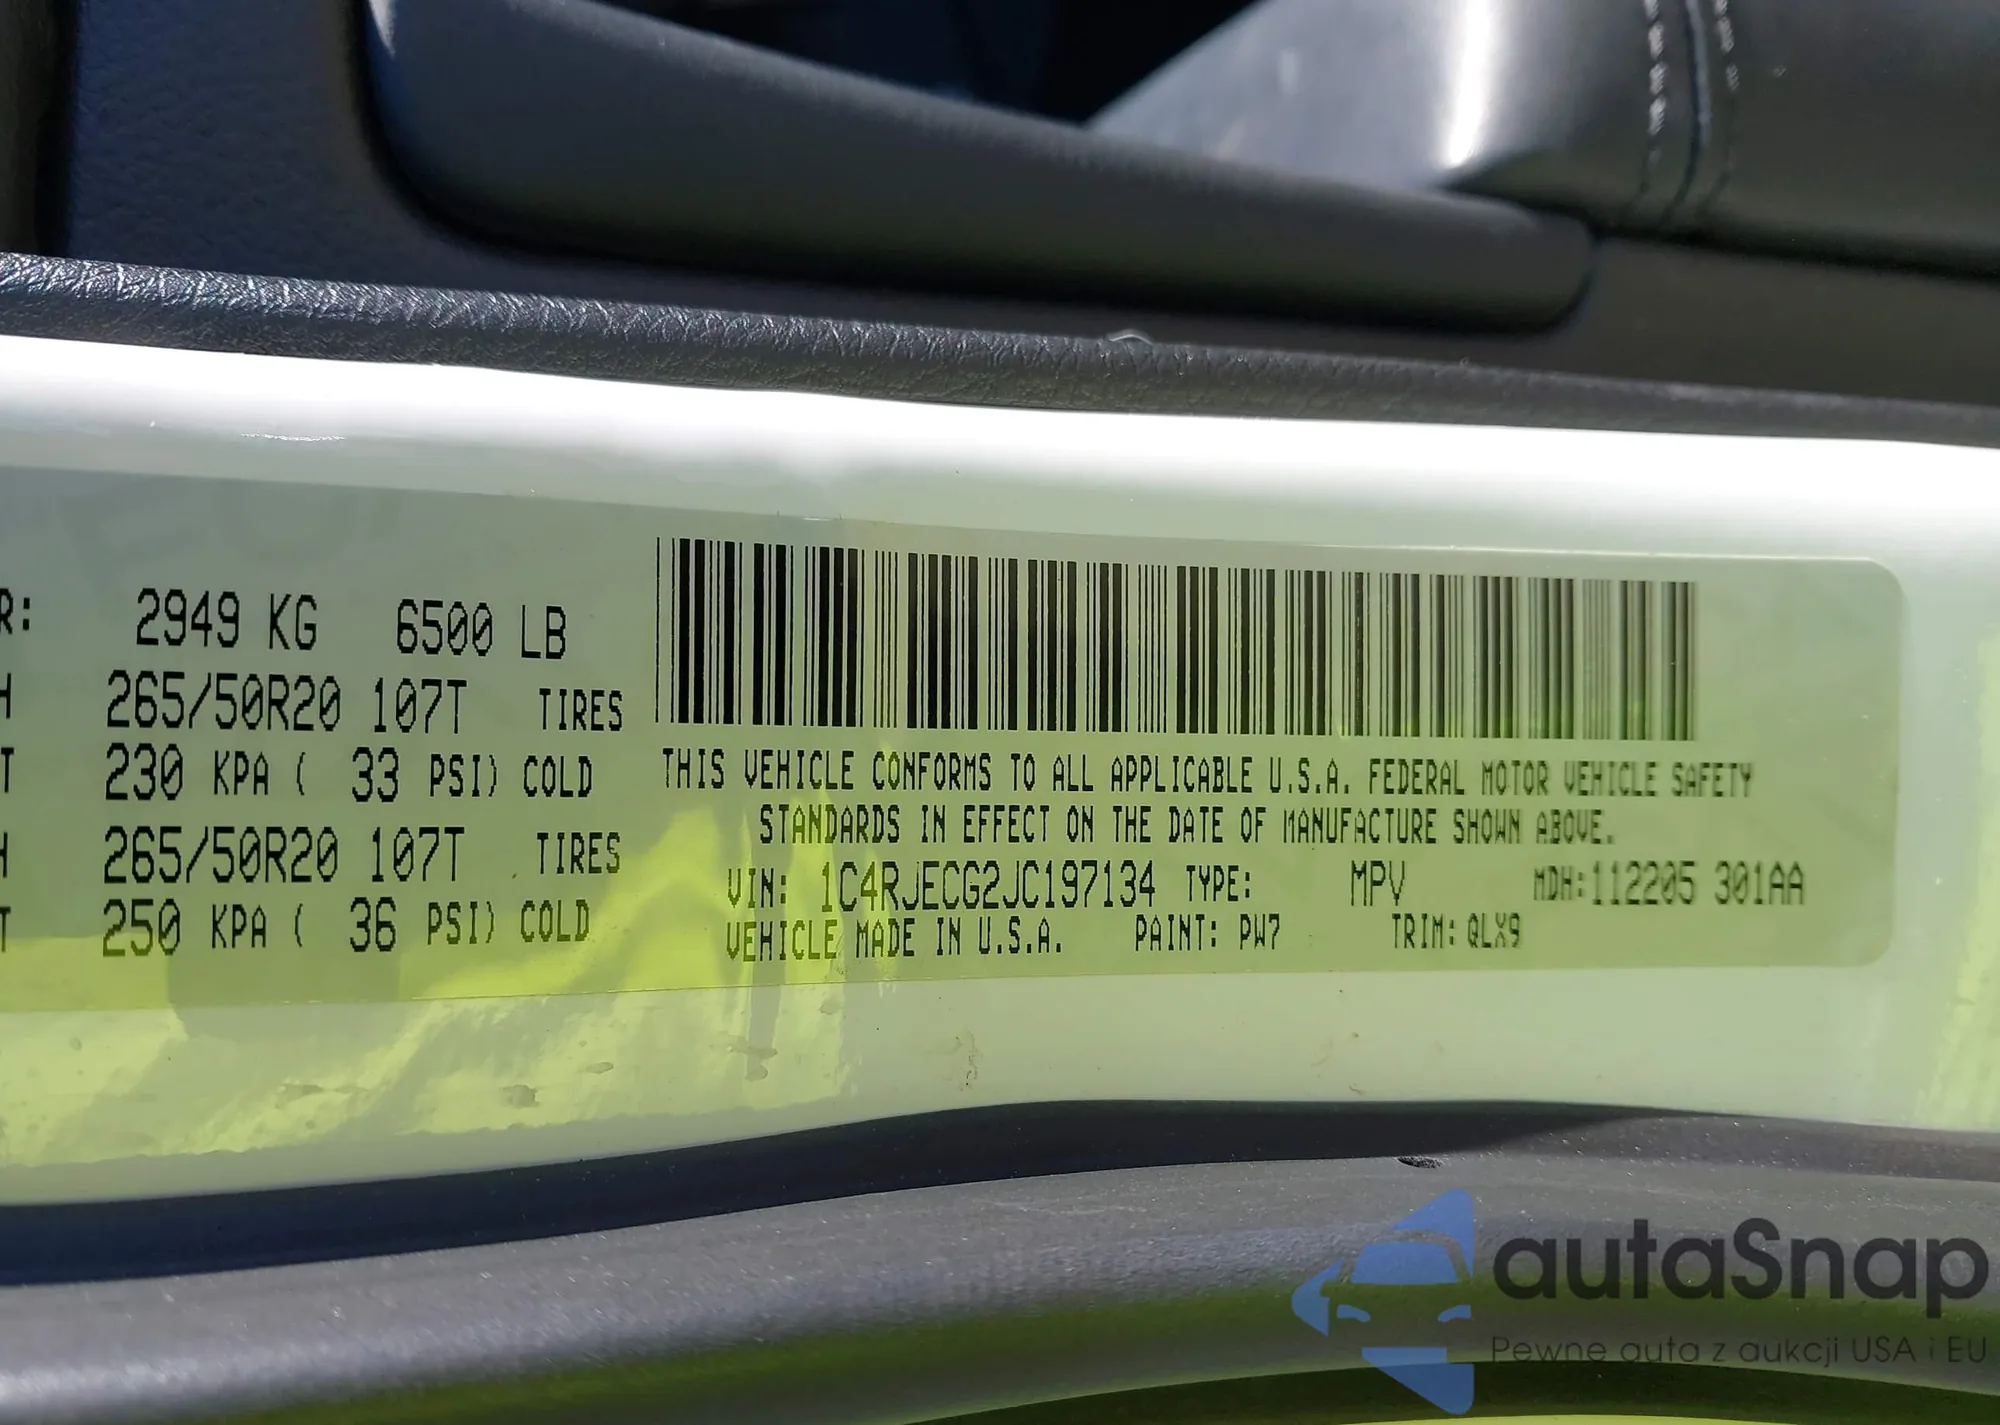 R: 2949 KG 6500 LB
H 265/50R20 107T TIRES
T 230 KPA ( 33 PSI) COLD
H 265/50R20 107T TIRES
T 250 KPA ( 36 PSI) COLD
THIS VEHICLE CONFORMS TO ALL APPLICABLE U.S.A. FEDERAL MOTOR VEHICLE SAFETY
STANDARDS IN EFFECT ON THE DATE OF MANUFACTURE SHOWN ABOVE.
VIN: 1C4RJECG2JC197134 TYPE: MPV MDH:112205 301AA
VEHICLE MADE IN U.S.A. PAINT: PW7 TRIM: QLX9
autaSnap
Pewne auta z aukcji USA i EU